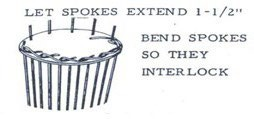 LET SPOKES EXTEND 1-1/2"
BEND SPOKES
SO THEY
INTERLOCK